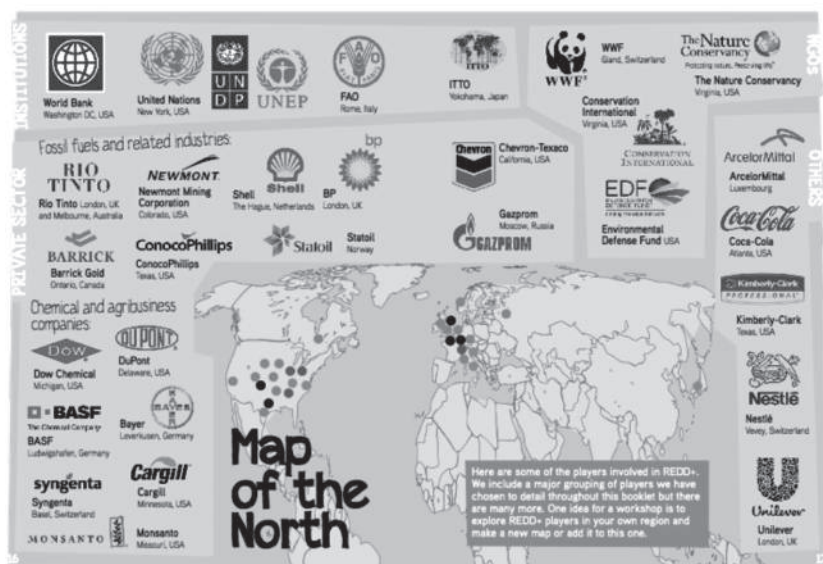 INSTITUTIONS
World Bank
Washington DC, USA
United Nations
New York, USA
U N
D P
UNEP
FAO
Rome, Italy
ITTO
ITTO
Yokohama, Japan
NGOs
WWF
WWF
Gland, Switzerland
The Nature
Conservancy
Protecting nature. Preserving life.
The Nature Conservancy
Virginia, USA
Conservation
International
Virginia, USA
CONSERVATION
INTERNATIONAL
EDF
ENVIRONMENTAL
DEFENSE FUND
Environmental
Defense Fund USA
PRIVATE SECTOR
Fossil fuels and related industries:
RIO
TINTO
Rio Tinto London, UK
and Melbourne, Australia
NEWMONT
Newmont Mining
Corporation
Colorado, USA
Shell
Shell
The Hague, Netherlands
bp
BP
London, UK
Chevron
Chevron-Texaco
California, USA
BARRICK
Barrick Gold
Ontario, Canada
ConocoPhillips
ConocoPhillips
Texas, USA
Statoil
Statoil
Norway
GAZPROM
Gazprom
Moscow, Russia
Chemical and agribusiness
companies:
DOW
Dow Chemical
Michigan, USA
DUPONT
DuPont
Delaware, USA
BASF
The Chemical Company
BASF
Ludwigshafen, Germany
BAYER
Bayer
Leverkusen, Germany
syngenta
Syngenta
Basel, Switzerland
Cargill
Cargill
Minnesota, USA
MONSANTO
Monsanto
Missouri, USA
OTHERS
ArcelorMittal
ArcelorMittal
Luxembourg
Coca-Cola
Coca-Cola
Atlanta, USA
Kimberly-Clark
PROFESSIONAL
Kimberly-Clark
Texas, USA
Nestlé
Nestlé
Vevey, Switzerland
Unilever
Unilever
London, UK
Map
of the
North
Here are some of the players involved in REDD+.
We include a major grouping of players we have
chosen to detail throughout this booklet but there
are many more. One idea for a workshop is to
explore REDD+ players in your own region and
make a new map or add it to this one.